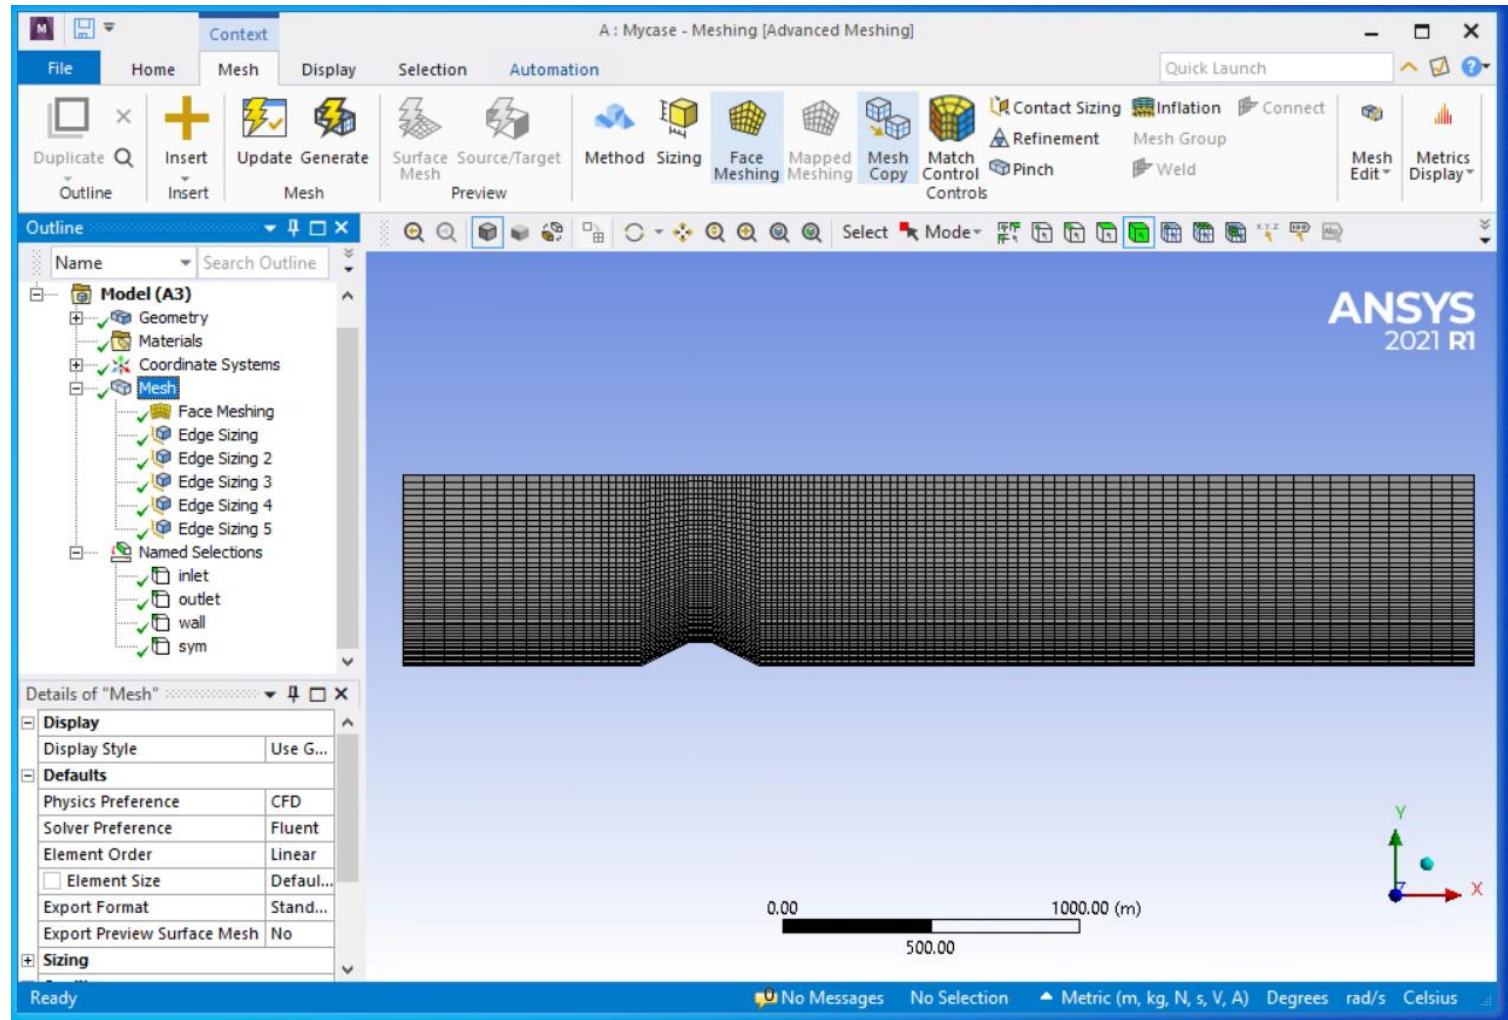 M Context A : Mycase - Meshing [Advanced Meshing]
File Home Mesh Display Selection Automation Quick Launch
Duplicate
Outline
Insert
Insert
Update Generate
Mesh
Surface Mesh
Source/Target
Preview
Method Sizing
Face Meshing
Mapped Meshing
Mesh Copy
Match Control
Contact Sizing
Refinement
Pinch
Inflation
Mesh Group
Weld
Connect
Controls
Mesh Edit
Metrics Display
Outline
Name Search Outline
Select Mode
Model (A3)
Geometry
Materials
Coordinate Systems
Mesh
Face Meshing
Edge Sizing
Edge Sizing 2
Edge Sizing 3
Edge Sizing 4
Edge Sizing 5
Named Selections
inlet
outlet
wall
sym
Details of "Mesh"
Display
Display Style Use G...
Defaults
Physics Preference CFD
Solver Preference Fluent
Element Order Linear
Element Size Defaul...
Export Format Stand...
Export Preview Surface Mesh No
Sizing
ANSYS
2021 R1
Y
Z
X
0.00 1000.00 (m)
500.00
Ready 0 No Messages No Selection Metric (m, kg, N, s, V, A) Degrees rad/s Celsius